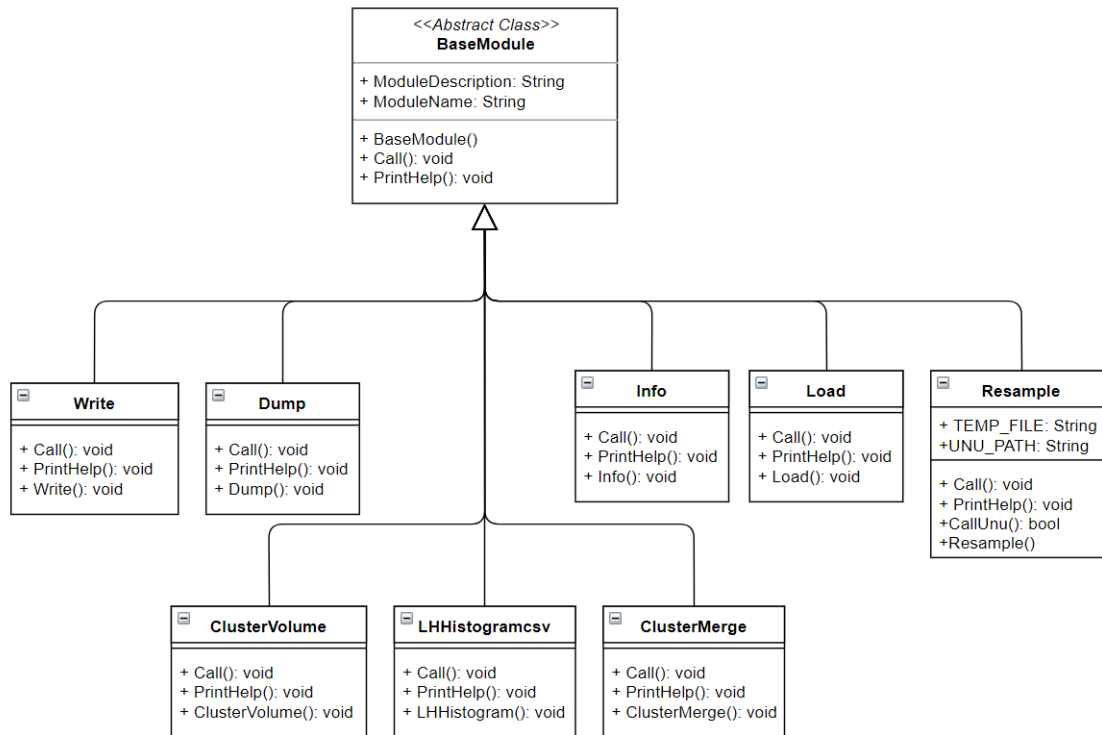 <<Abstract Class>>
BaseModule
+ ModuleDescription: String
+ ModuleName: String
+ BaseModule()
+ Call(): void
+ PrintHelp(): void
Write
+ Call(): void
+ PrintHelp(): void
+ Write(): void
Dump
+ Call(): void
+ PrintHelp(): void
+ Dump(): void
Info
+ Call(): void
+ PrintHelp(): void
+ Info(): void
Load
+ Call(): void
+ PrintHelp(): void
+ Load(): void
Resample
+ TEMP_FILE: String
+UNU_PATH: String
+ Call(): void
+ PrintHelp(): void
+CallUnu(): bool
+Resample()
ClusterVolume
+ Call(): void
+ PrintHelp(): void
+ ClusterVolume(): void
LHHistogramcsv
+ Call(): void
+ PrintHelp(): void
+ LHHistogram(): void
ClusterMerge
+ Call(): void
+ PrintHelp(): void
+ ClusterMerge(): void